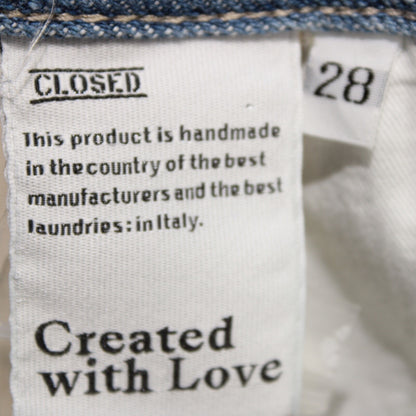 CLOSED
28
This product is handmade
in the country of the best
manufacturers and the best
laundries: in Italy.
Created
with Love